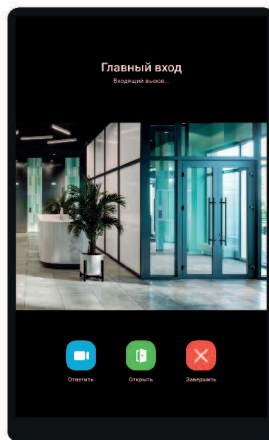 Главный вход
Входящий вызов...
Ответить
Открыть
Завершить